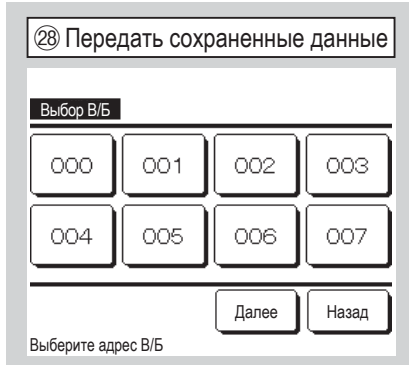 ㉘ Передать сохраненные данные
Выбор В/Б
000 001 002 003
004 005 006 007
Далее Назад
Выберите адрес В/Б